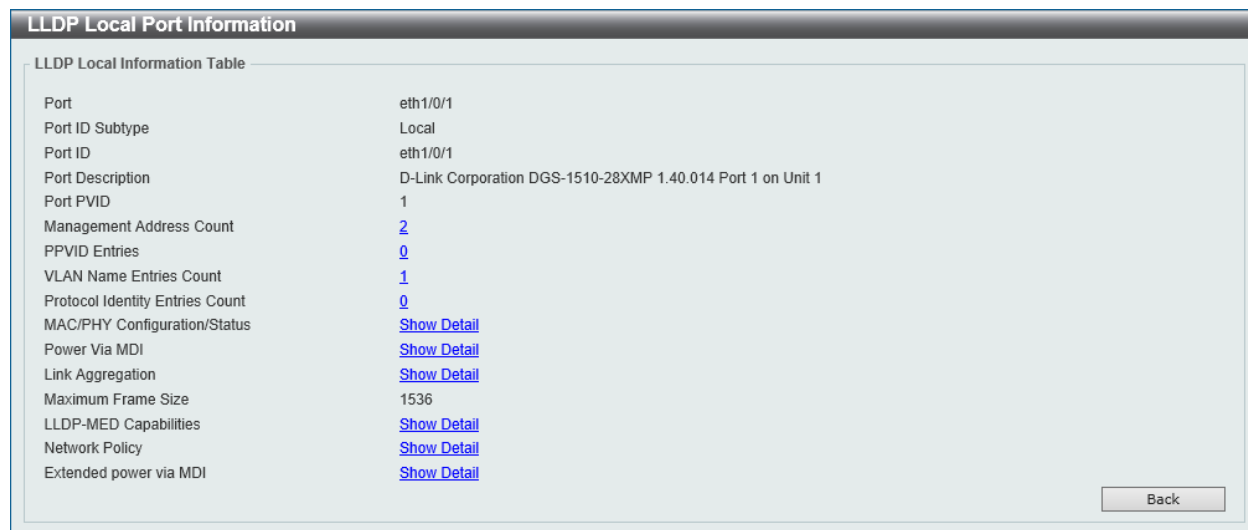 LLDP Local Port Information
LLDP Local Information Table
Port eth1/0/1
Port ID Subtype Local
Port ID eth1/0/1
Port Description D-Link Corporation DGS-1510-28XMP 1.40.014 Port 1 on Unit 1
Port PVID 1
Management Address Count 2
PPVID Entries 0
VLAN Name Entries Count 1
Protocol Identity Entries Count 0
MAC/PHY Configuration/Status Show Detail
Power Via MDI Show Detail
Link Aggregation Show Detail
Maximum Frame Size 1536
LLDP-MED Capabilities Show Detail
Network Policy Show Detail
Extended power via MDI Show Detail
Back